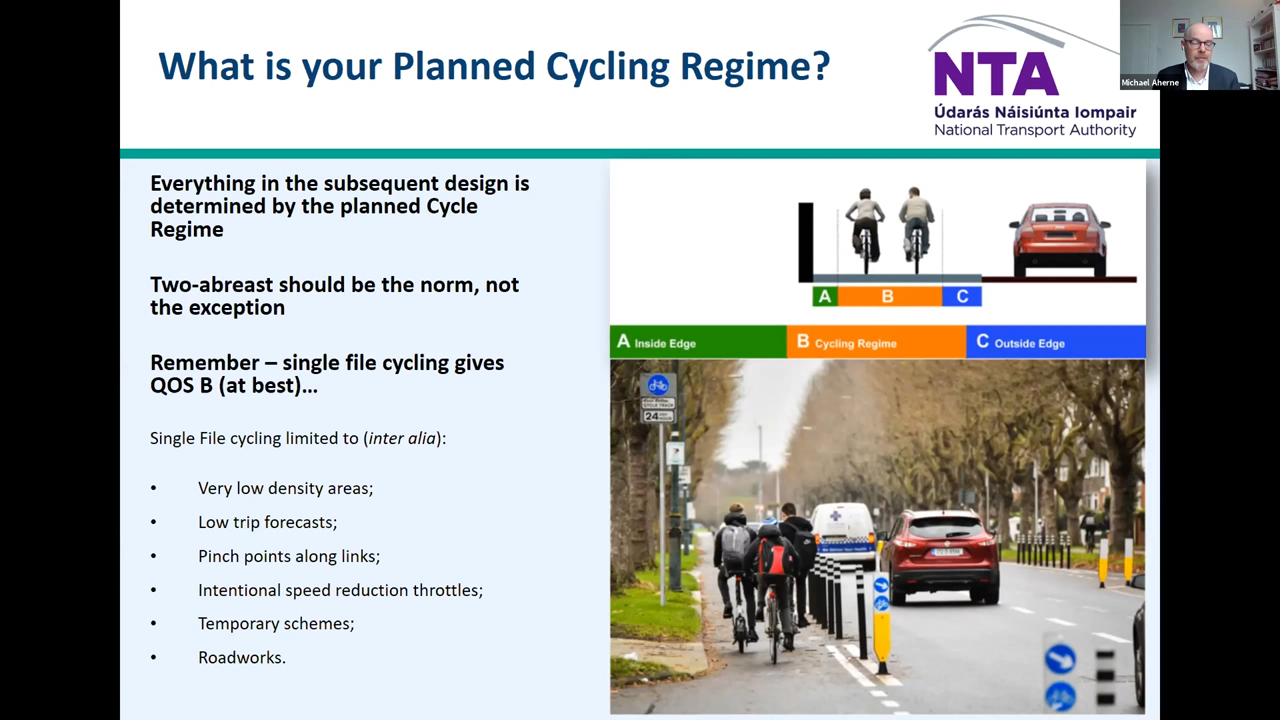 What is your Planned Cycling Regime?
NTA
Údarás Náisiúnta Iompair
National Transport Authority
Michael Aherne
Everything in the subsequent design is
determined by the planned Cycle
Regime
Two-abreast should be the norm, not
the exception
Remember – single file cycling gives
QOS B (at best)...
Single File cycling limited to (inter alia):
• Very low density areas;
• Low trip forecasts;
• Pinch points along links;
• Intentional speed reduction throttles;
• Temporary schemes;
• Roadworks.
A B C
A Inside Edge B Cycling Regime C Outside Edge
24